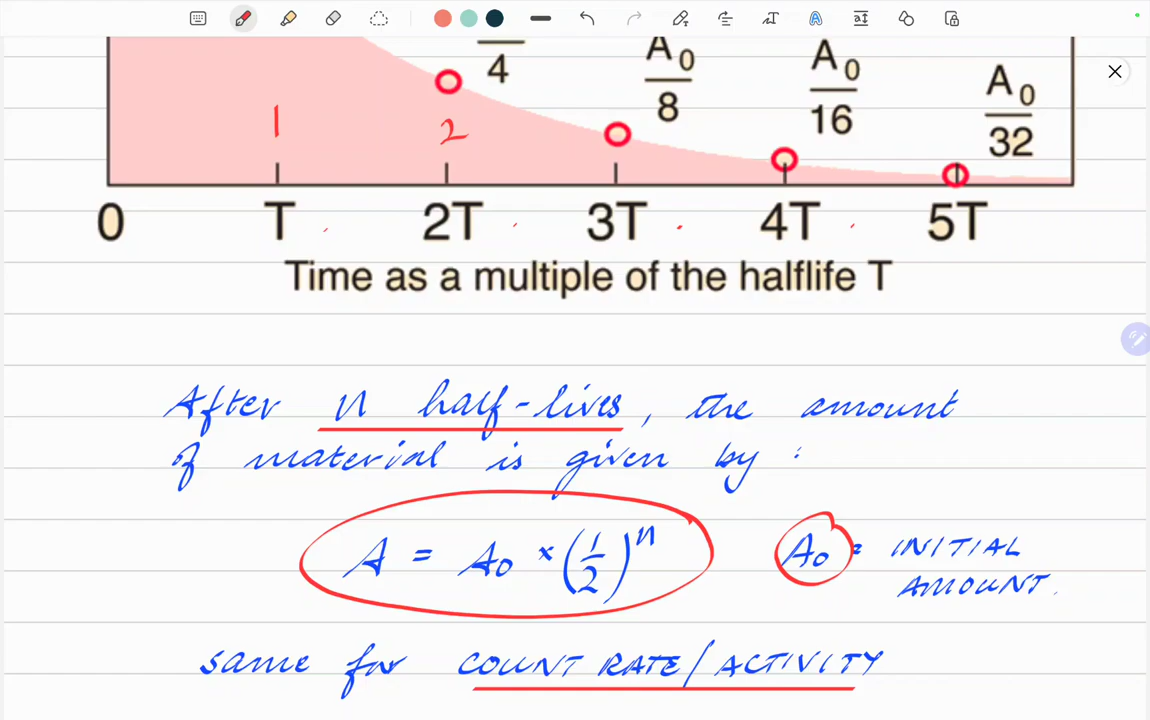 4
A0
8
A0
16
A0
32
1
2
0 T 2T 3T 4T 5T
Time as a multiple of the halflife T
After n half-lives, the amount
of material is given by :
A = A0 × (1/2)^n
A0 = INITIAL
AMOUNT.
same for COUNT RATE/ACTIVITY